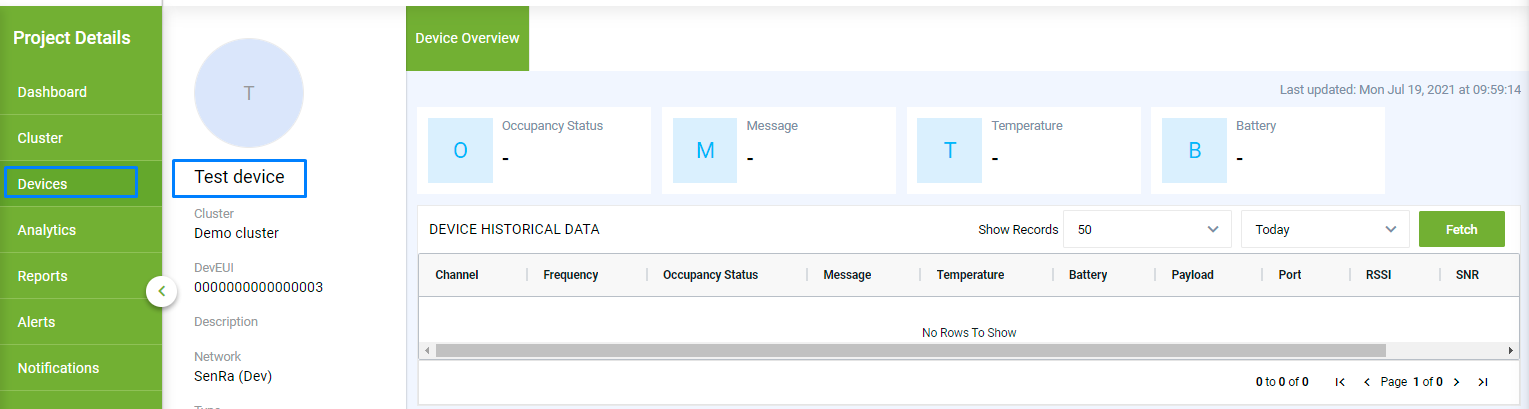 Project Details
Dashboard
Cluster
Devices
Analytics
Reports
Alerts
Notifications
T
Test device
Cluster
Demo cluster
DevEUI
0000000000000003
Description
Network
SenRa (Dev)
Type
Device Overview
Last updated: Mon Jul 19, 2021 at 09:59:14
O Occupancy Status -
M Message -
T Temperature -
B Battery -
DEVICE HISTORICAL DATA Show Records 50 Today Fetch
Channel Frequency Occupancy Status Message Temperature Battery Payload Port RSSI SNR
No Rows To Show
0 to 0 of 0 Page 1 of 0